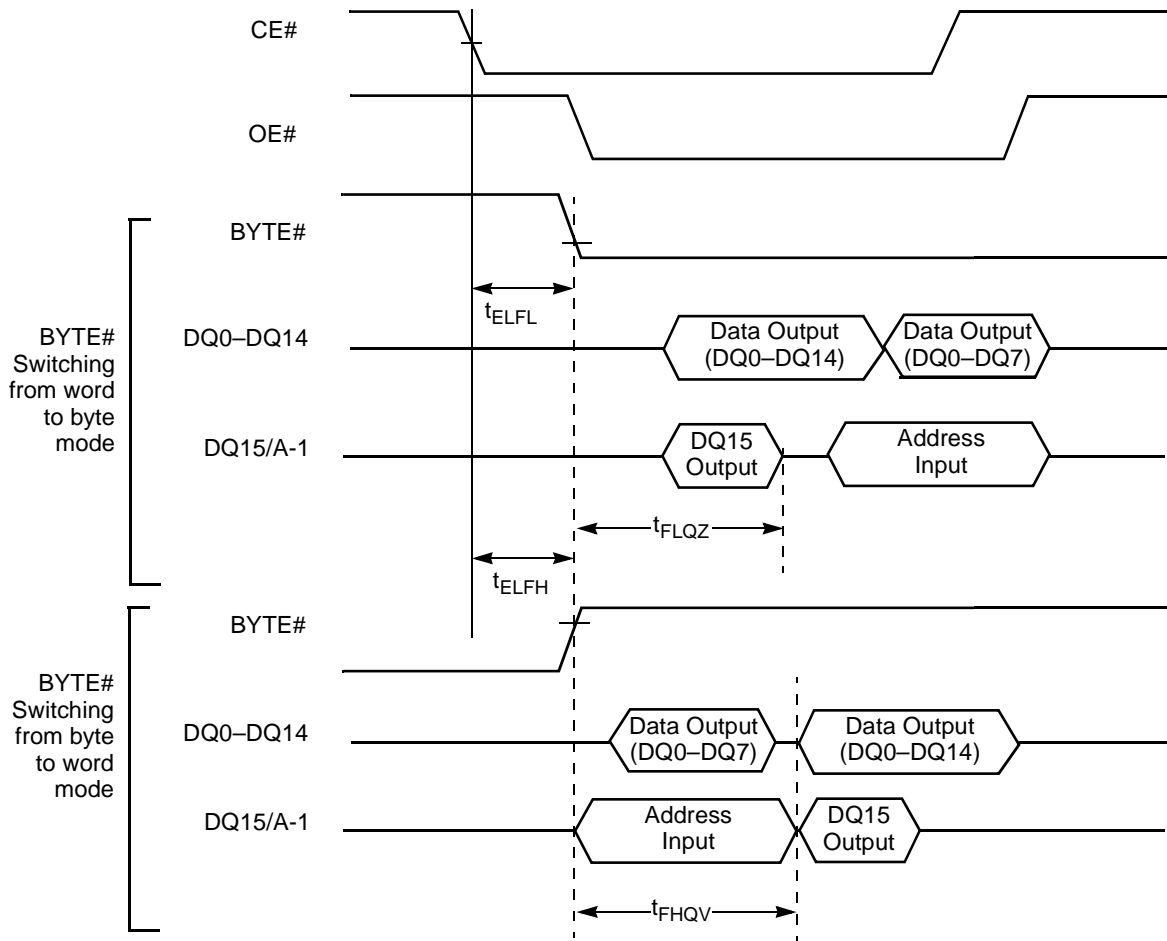 CE#
OE#
BYTE#
tELFL
BYTE#
Switching
from word
to byte
mode
DQ0–DQ14
Data Output
(DQ0–DQ14)
Data Output
(DQ0–DQ7)
DQ15/A-1
DQ15
Output
Address
Input
tFLQZ
tELFH
BYTE#
BYTE#
Switching
from byte
to word
mode
DQ0–DQ14
Data Output
(DQ0–DQ7)
Data Output
(DQ0–DQ14)
DQ15/A-1
Address
Input
DQ15
Output
tFHQV